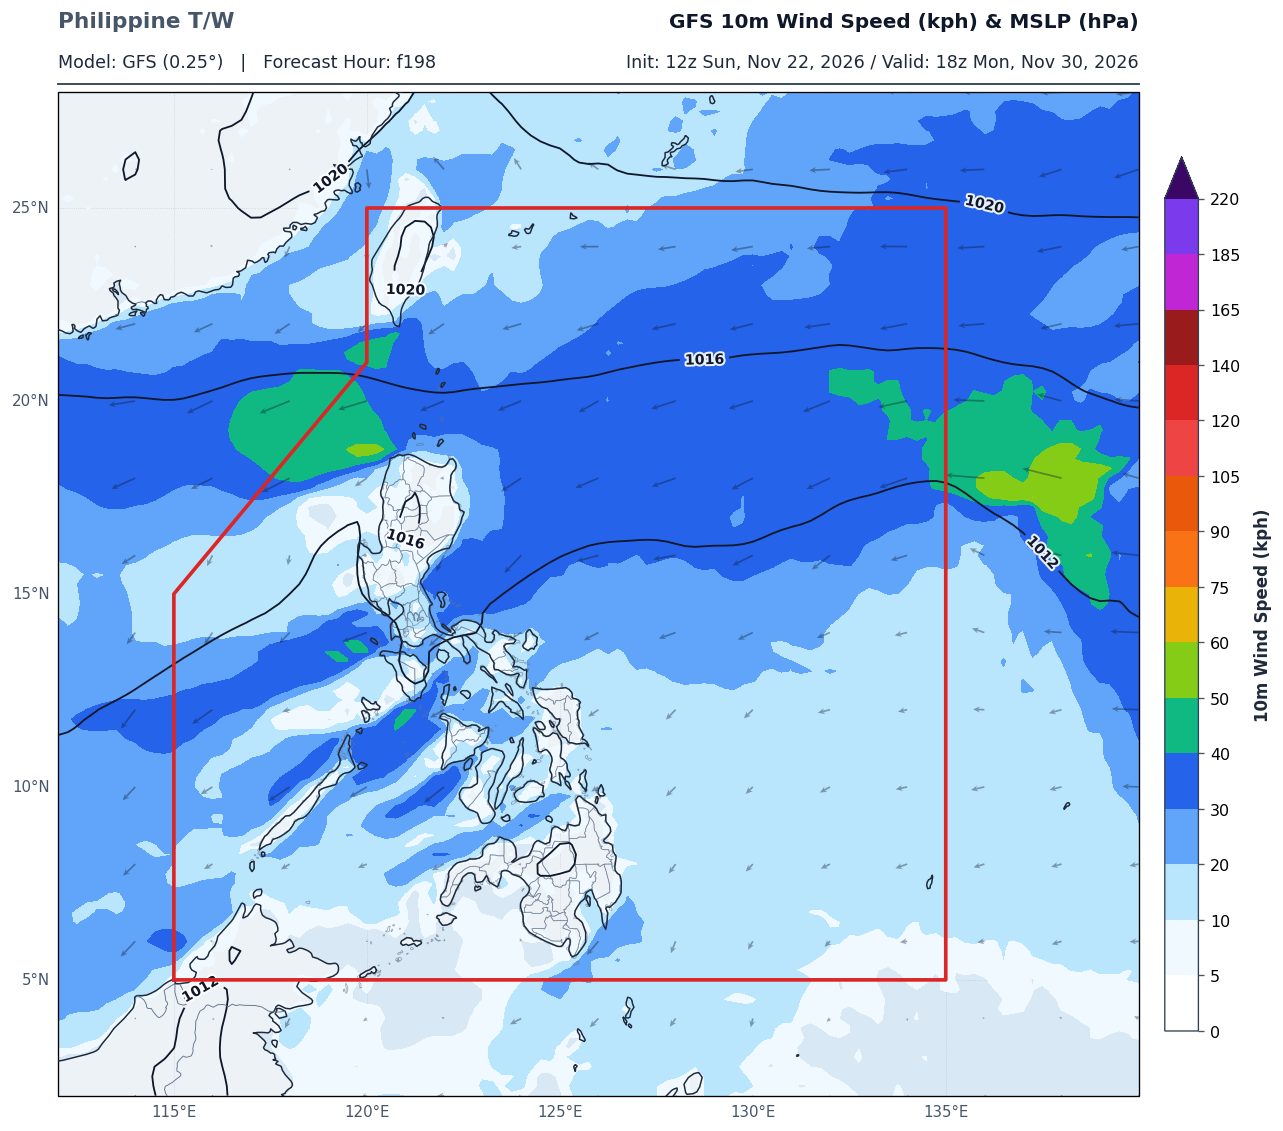 Philippine T/W
GFS 10m Wind Speed (kph) & MSLP (hPa)
Model: GFS (0.25°) | Forecast Hour: f198
Init: 12z Sun, Nov 22, 2026 / Valid: 18z Mon, Nov 30, 2026
1020
1020
1020
1016
1016
1012
1012
25°N
20°N
15°N
10°N
5°N
115°E
120°E
125°E
130°E
135°E
220
185
165
140
120
105
90
75
60
50
40
30
20
10
5
0
10m Wind Speed (kph)